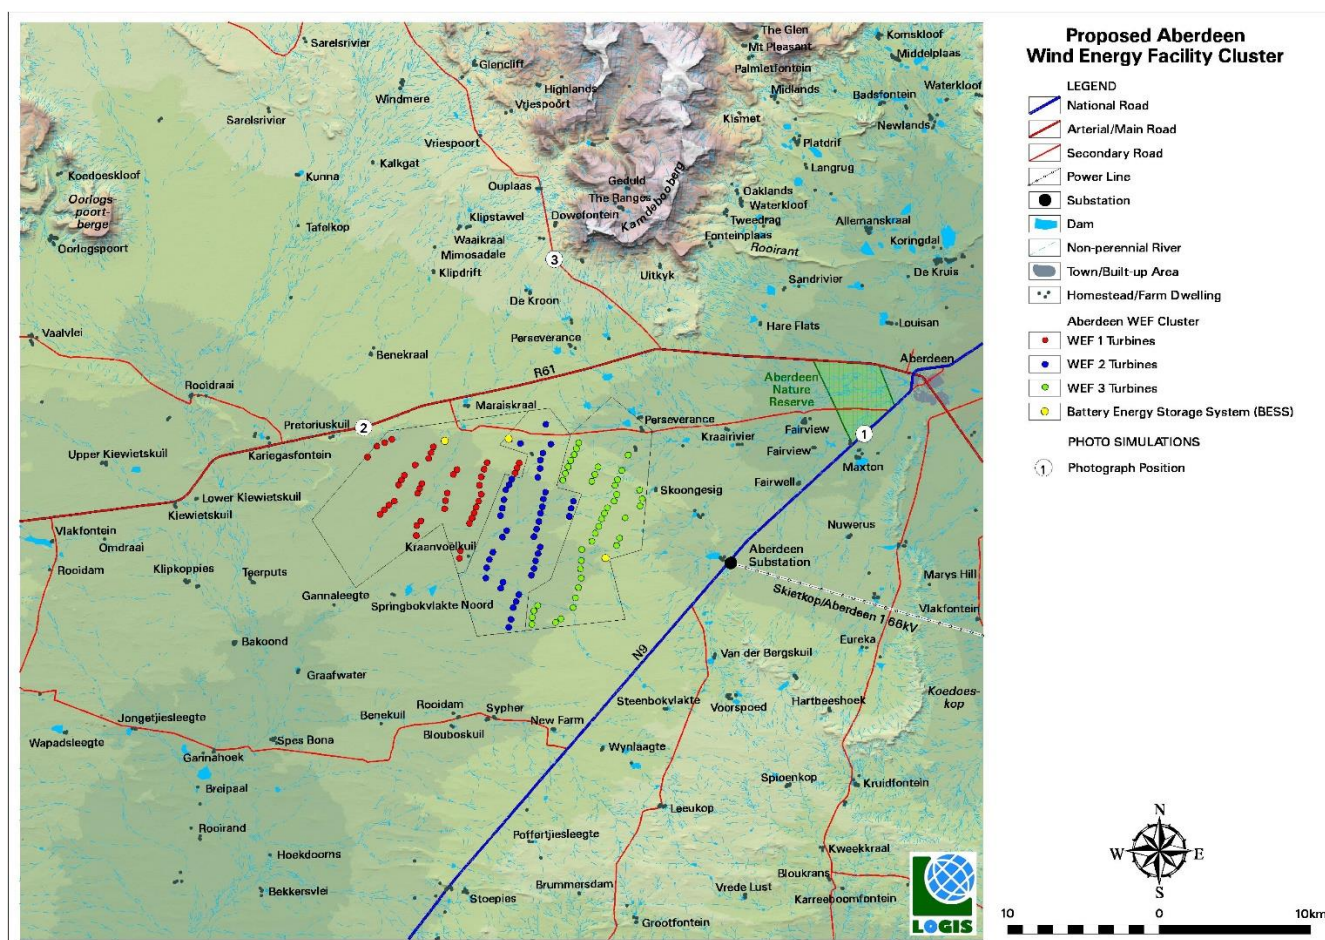 Proposed Aberdeen
Wind Energy Facility Cluster
LEGEND
National Road
Arterial/Main Road
Secondary Road
Power Line
Substation
Dam
Non-perennial River
Town/Built-up Area
Homestead/Farm Dwelling
Aberdeen WEF Cluster
WEF 1 Turbines
WEF 2 Turbines
WEF 3 Turbines
Battery Energy Storage System (BESS)
PHOTO SIMULATIONS
1 Photograph Position
N
W E
S
10 0 10km
Sarelsrivier
Glencliff
Windmere
Highlands
Vriespoort
Sarelsrivier
Vriespoort
Kalkgat
Kunna
Koedoeskloof
Oorlogs
poort-
berge
Oorlogspoort
Tafelkop
Ouplaas
Klipstawel
Waaikraal
Mimosadale
Klipdrift
Dowefontein
Geduld
The Ranges
Kamdebooberg
3
Uitkyk
De Kroon
Perseverance
The Glen
Mt Pleasant
Palmietfontein
Midlands
Kismet
Komskloof
Middelplaas
Waterkloof
Badsfontein
Newlands
Platdrif
Langrug
Oaklands
Waterkloof
Tweedrag
Fonteinplaas
Rooirant
Allemanskraal
Koringdal
De Kruis
Sandrivier
Hare Flats
Louisan
Aberdeen
Vaalvlei
Benekraal
R61
Rooidraai
Maraiskraal
Pretoriuskuil
2
Kariegasfontein
Upper Kiewietskuil
Lower Kiewietskuil
Kiewietskuil
Vlakfontein
Omdraai
Rooidam
Klipkoppies
Teerputs
Gannaleegte
Kraanvoelkuil
Springbokvlakte Noord
Aberdeen
Nature
Reserve
Perseverance
Kraairivier
Fairview
Fairview
1
Maxton
Fairwell
Skoongesig
Nuwerus
Aberdeen
Substation
Skietkop/Aberdeen 1 66kV
Marys Hill
Vlakfontein
Eureka
Bakoond
Graafwater
N9
Van der Bergskuil
Steenbokvlakte
Voorspoed
Hartbeeshoek
Koedoes-
kop
Jongetjiesleegte
Wapadsleegte
Gannahoek
Spes Bona
Benekuil
Rooidam
Blouboskuil
Sypher
New Farm
Wynlaagte
Breipaal
Rooirand
Hoekdooms
Bekkersvlei
Spioenkop
Kruidfontein
Leeukop
Poffertjiesleegte
Kweekkraal
Bloukrans
Karreeboomfontein
Vrede Lust
Brummersdam
Stoepies
Grootfontein
LOGIS